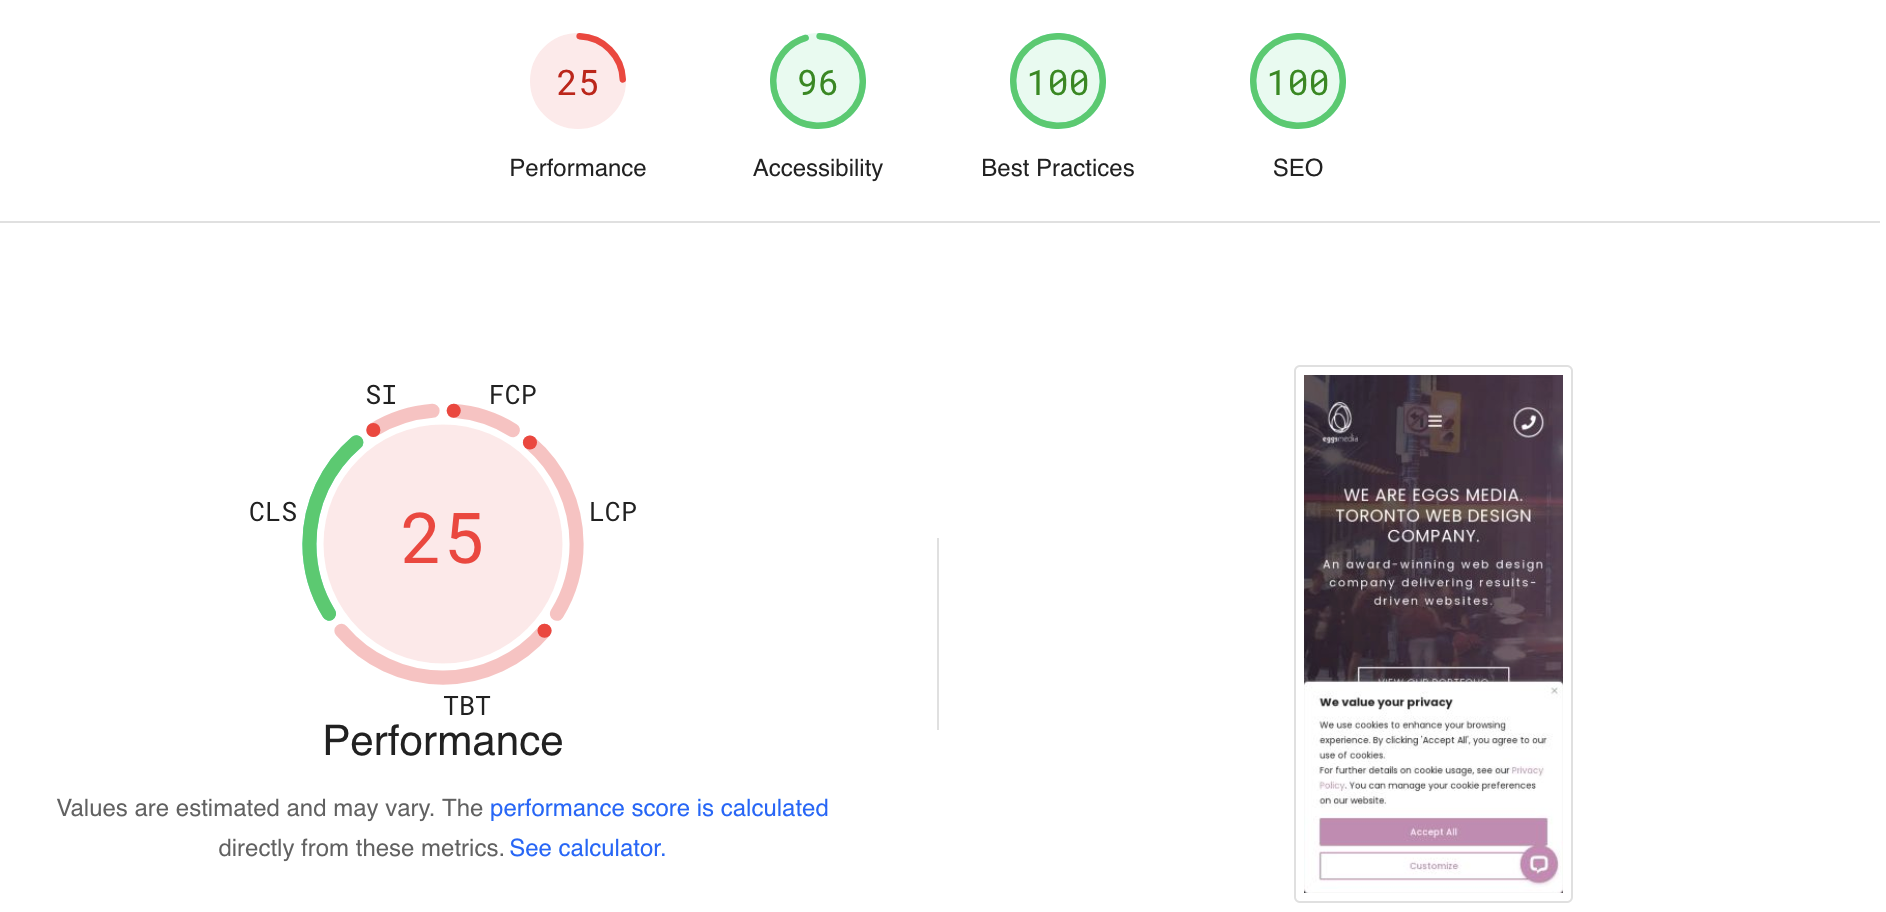 25
96
100
100
Performance
Accessibility
Best Practices
SEO
SI
FCP
CLS
LCP
25
TBT
Performance
Values are estimated and may vary. The performance score is calculated
directly from these metrics. See calculator.
eggsmedia
WE ARE EGGS MEDIA.
TORONTO WEB DESIGN
COMPANY.
An award-winning web design
company delivering results-
driven websites.
VIEW OUR PORTFOLIO
We value your privacy
We use cookies to enhance your browsing
experience. By clicking 'Accept All', you agree to our
use of cookies.
For further details on cookie usage, see our Privacy
Policy. You can manage your cookie preferences
on our website.
Accept All
Customize